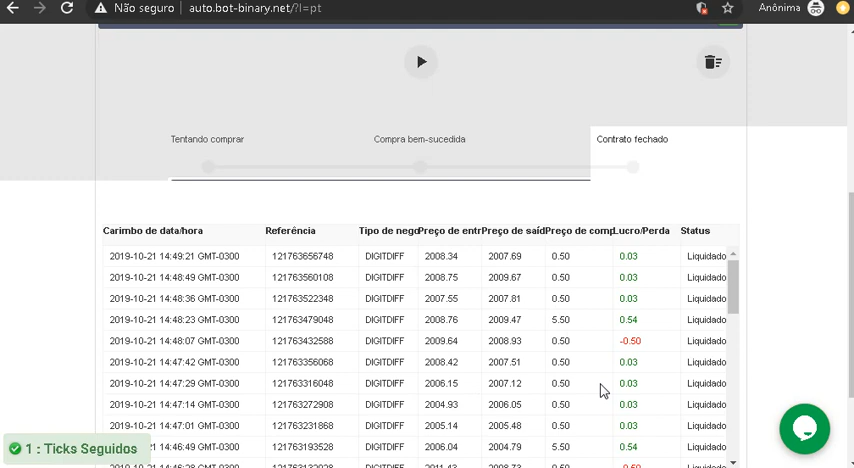 Não seguro auto.bot-binary.net/?l=pt Anônima
Tentando comprar Compra bem-sucedida Contrato fechado
Carimbo de data/hora Referência Tipo de nego Preço de entr Preço de saíd Preço de comp Lucro/Perda Status
2019-10-21 14:49:21 GMT-0300 121763656748 DIGITDIFF 2008.34 2007.69 0.50 0.03 Liquidado
2019-10-21 14:48:49 GMT-0300 121763560108 DIGITDIFF 2008.75 2009.67 0.50 0.03 Liquidado
2019-10-21 14:48:36 GMT-0300 121763522348 DIGITDIFF 2007.55 2007.81 0.50 0.03 Liquidado
2019-10-21 14:48:23 GMT-0300 121763479048 DIGITDIFF 2008.76 2009.47 5.50 0.54 Liquidado
2019-10-21 14:48:07 GMT-0300 121763432588 DIGITDIFF 2009.64 2008.93 0.50 -0.50 Liquidado
2019-10-21 14:47:42 GMT-0300 121763356068 DIGITDIFF 2008.42 2007.51 0.50 0.03 Liquidado
2019-10-21 14:47:29 GMT-0300 121763316048 DIGITDIFF 2006.15 2007.12 0.50 0.03 Liquidado
2019-10-21 14:47:14 GMT-0300 121763272908 DIGITDIFF 2004.93 2006.05 0.50 0.03 Liquidado
2019-10-21 14:47:01 GMT-0300 121763231868 DIGITDIFF 2005.14 2005.48 0.50 0.03 Liquidado
2019-10-21 14:46:49 GMT-0300 121763193528 DIGITDIFF 2006.04 2004.79 5.50 0.54 Liquidado
1 : Ticks Seguidos